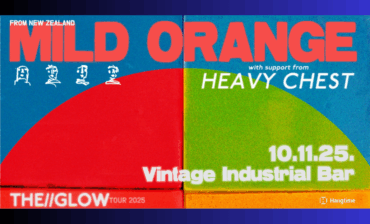 FROM NEW ZEALAND
MILD ORANGE
with support from
HEAVY CHEST
10.11.25.
Vintage Industrial Bar
THE//GLOW TOUR 2025
Hangtime